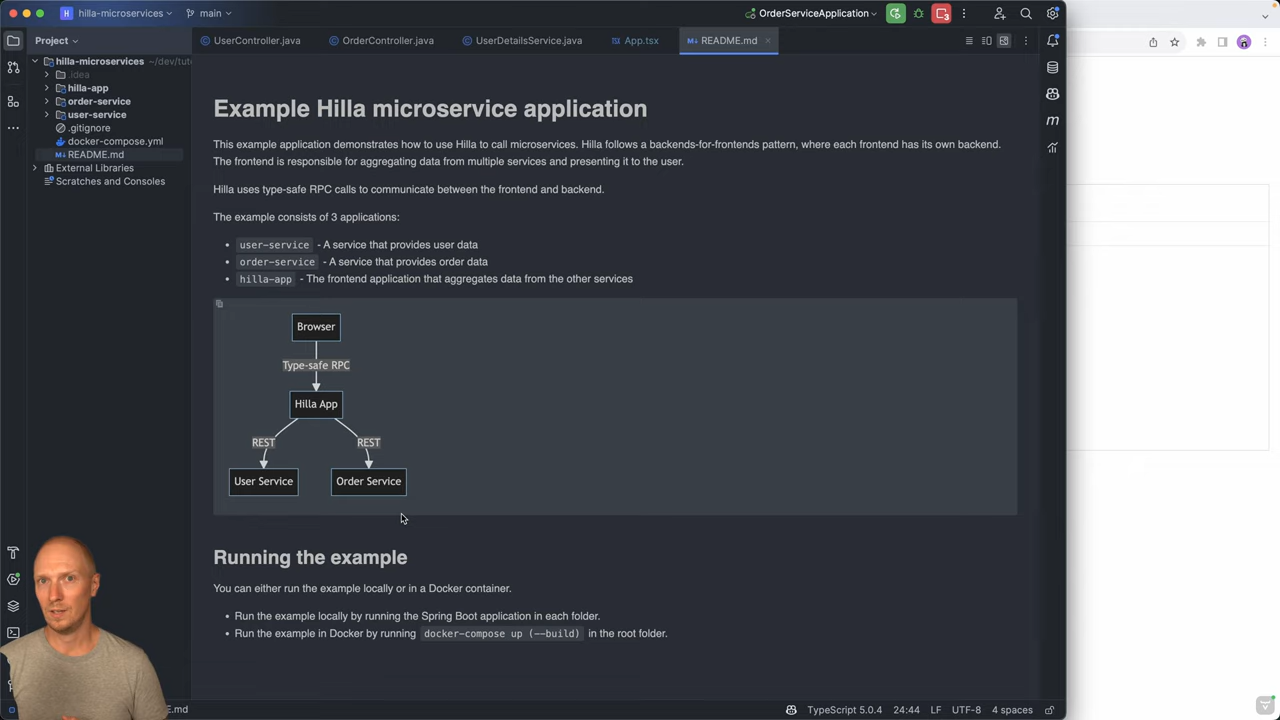 hilla-microservices
main
OrderServiceApplication
3
Project
UserController.java
OrderController.java
UserDetailsService.java
App.tsx
README.md
hilla-microservices ~/dev/tut
.idea
hilla-app
order-service
user-service
.gitignore
docker-compose.yml
README.md
External Libraries
Scratches and Consoles
Example Hilla microservice application
This example application demonstrates how to use Hilla to call microservices. Hilla follows a backends-for-frontends pattern, where each frontend has its own backend.
The frontend is responsible for aggregating data from multiple services and presenting it to the user.
Hilla uses type-safe RPC calls to communicate between the frontend and backend.
The example consists of 3 applications:
user-service - A service that provides user data
order-service - A service that provides order data
hilla-app - The frontend application that aggregates data from the other services
Browser
Type-safe RPC
Hilla App
REST REST
User Service Order Service
Running the example
You can either run the example locally or in a Docker container.
Run the example locally by running the Spring Boot application in each folder.
Run the example in Docker by running docker-compose up (--build) in the root folder.
ME.md
TypeScript 5.0.4 24:44 LF UTF-8 4 spaces